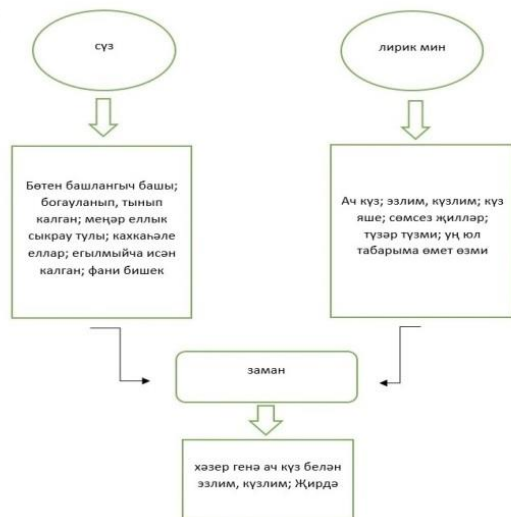 сүз
лирик мин
Бөтен башлангыч башы;
богауланып, тынып
калган; меңәр еллык
сыкрау тулы; кахкаһәле
еллар; егылмыйча исән
калган; фани бишек
Ач күз; эзлим, күзлим; күз
яше; сөмсез җилләр;
түзәр түзми; уң юл
табарыма өмет өзми
заман
хәзер генә ач күз белән
эзлим, күзлим; Җирдә